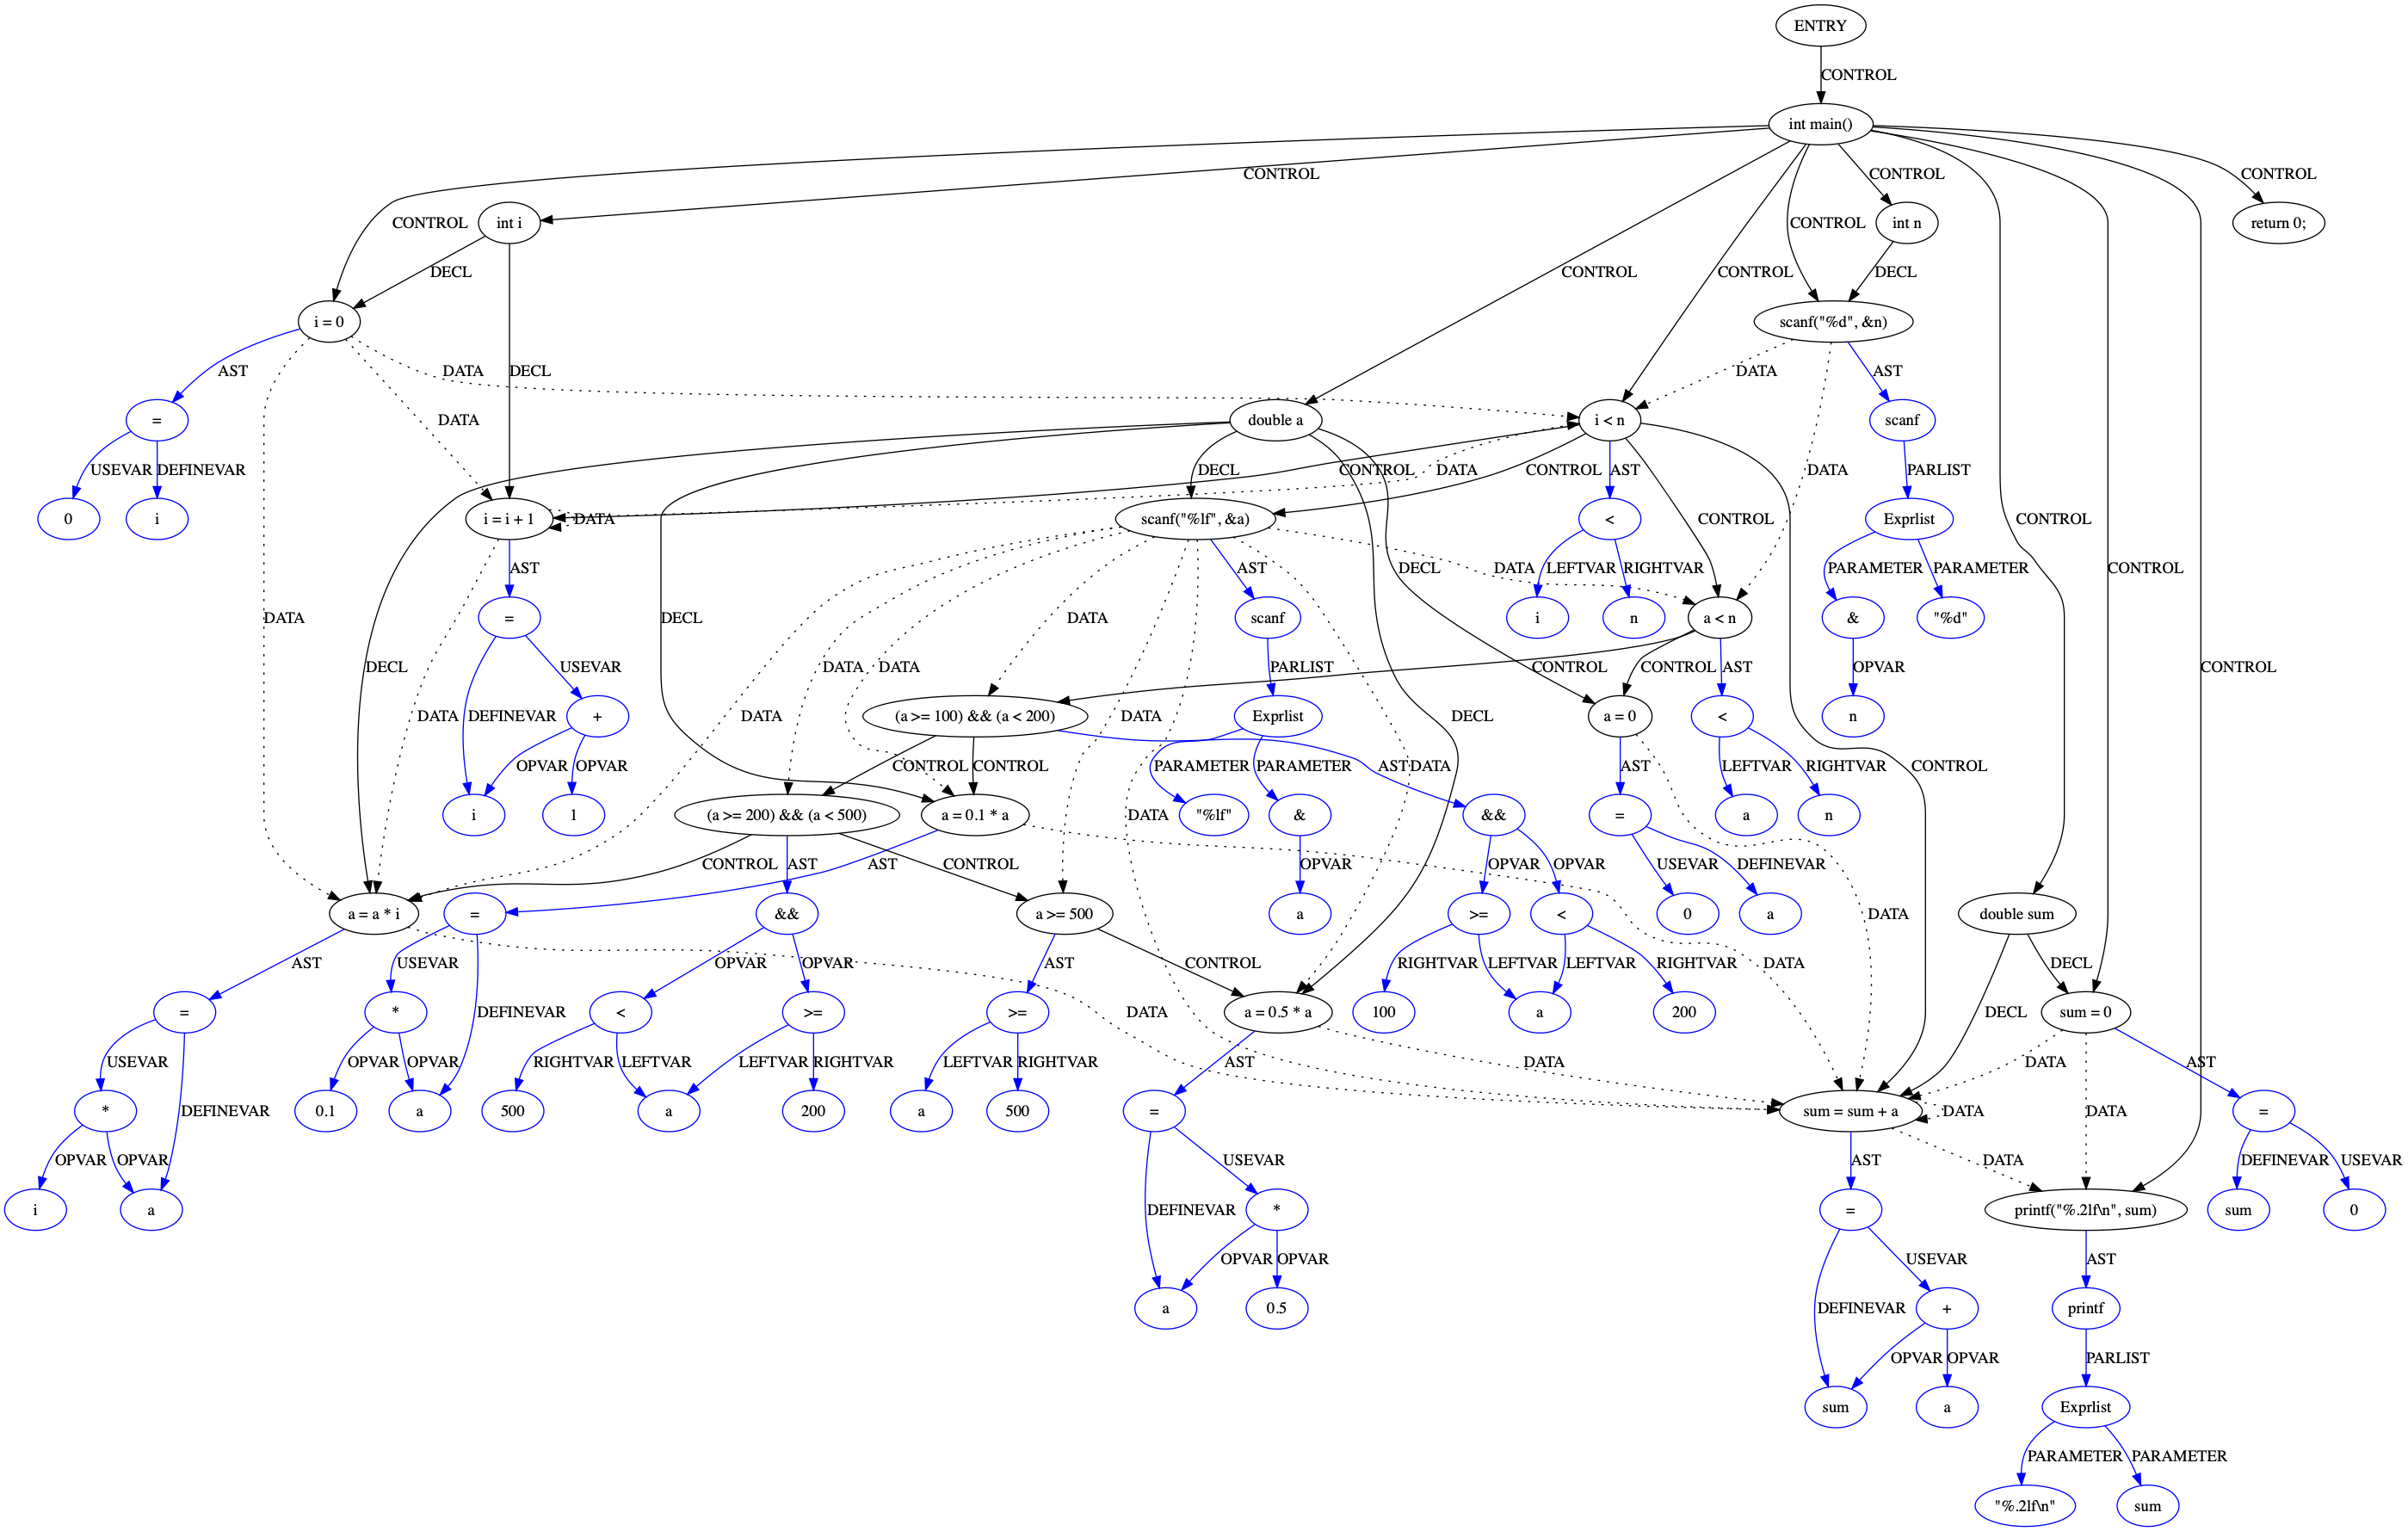 ENTRY
CONTROL
int main()
CONTROL
CONTROL
CONTROL
int i
CONTROL
CONTROL
int n
return 0;
DECL
CONTROL
CONTROL
DECL
i = 0
scanf("%d", &n)
AST
DECL
DATA
DATA
AST
=
DATA
double a
i < n
scanf
USEVAR
DEFINEVAR
DECL
CONTROL
DATA
CONTROL
AST
DATA
PARLIST
0
i
i = i + 1
DATA
scanf("%lf", &a)
<
CONTROL
Exprlist
CONTROL
AST
DECL
AST
DATA
LEFTVAR
RIGHTVAR
PARAMETER
PARAMETER
CONTROL
DATA
DECL
DECL
=
DATA
scanf
i
n
a < n
&
"%d"
USEVAR
DATA
DATA
PARLIST
CONTROL
CONTROL
AST
OPVAR
CONTROL
DEFINEVAR
DATA
DATA
DATA
DECL
+
(a >= 100) && (a < 200)
Exprlist
a = 0
<
n
OPVAR
OPVAR
CONTROL
CONTROL
PARAMETER
PARAMETER
AST
DATA
AST
LEFTVAR
RIGHTVAR
CONTROL
i
1
(a >= 200) && (a < 500)
a = 0.1 * a
"%lf"
&
&&
=
a
n
DATA
CONTROL
AST
AST
CONTROL
OPVAR
OPVAR
OPVAR
USEVAR
DEFINEVAR
a = a * i
=
&&
a >= 500
a
>=
<
0
a
DATA
double sum
AST
USEVAR
OPVAR
OPVAR
AST
CONTROL
RIGHTVAR
LEFTVAR
LEFTVAR
RIGHTVAR
DATA
DECL
=
*
DEFINEVAR
<
>=
>=
a = 0.5 * a
100
a
200
DATA
DECL
sum = 0
USEVAR
OPVAR
OPVAR
RIGHTVAR
LEFTVAR
LEFTVAR
RIGHTVAR
LEFTVAR
RIGHTVAR
AST
DATA
DATA
AST
*
DEFINEVAR
0.1
a
500
a
200
a
500
=
sum = sum + a
DATA
DATA
=
OPVAR
OPVAR
USEVAR
AST
DATA
DEFINEVAR
USEVAR
i
a
DEFINEVAR
*
=
printf("%.2lf\n", sum)
sum
0
OPVAR
OPVAR
USEVAR
AST
a
0.5
DEFINEVAR
+
printf
OPVAR
OPVAR
PARLIST
sum
a
Exprlist
PARAMETER
PARAMETER
"%.2lf\n"
sum